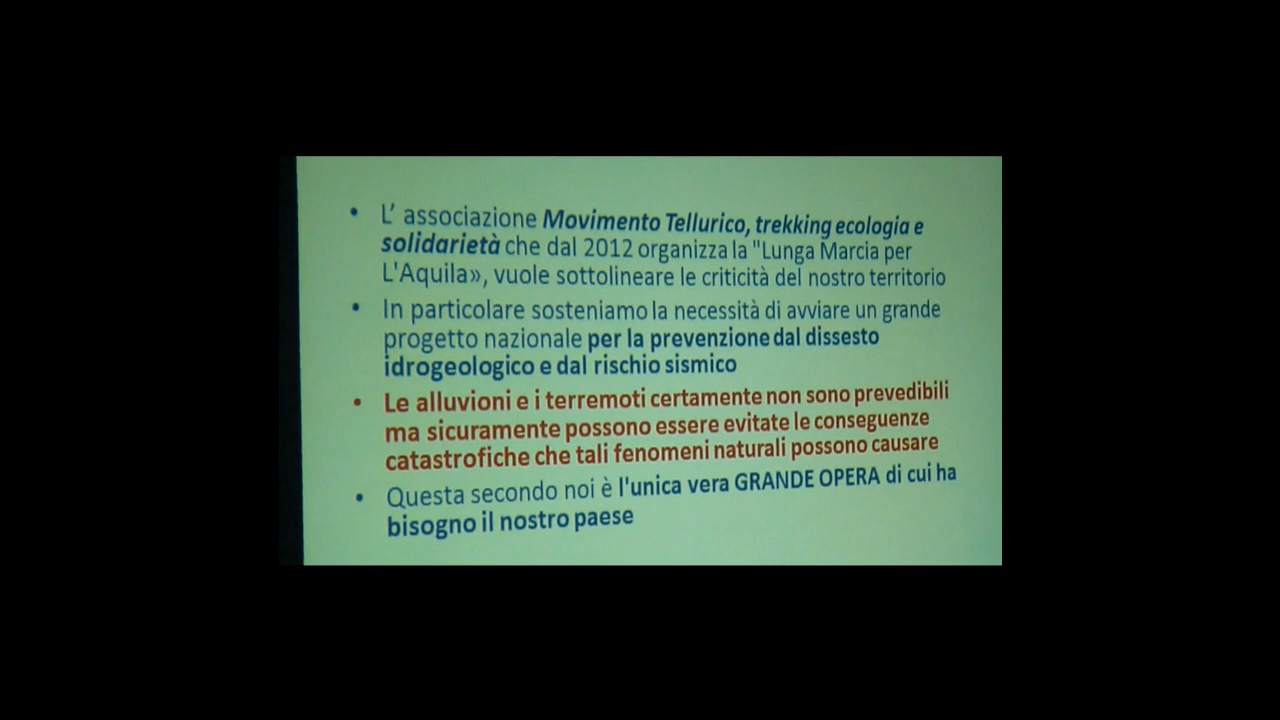 • L’ associazione Movimento Tellurico, trekking ecologia e
solidarietà che dal 2012 organizza la "Lunga Marcia per
L'Aquila», vuole sottolineare le criticità del nostro territorio
• In particolare sosteniamo la necessità di avviare un grande
progetto nazionale per la prevenzione dal dissesto
idrogeologico e dal rischio sismico
• Le alluvioni e i terremoti certamente non sono prevedibili
ma sicuramente possono essere evitate le conseguenze
catastrofiche che tali fenomeni naturali possono causare
• Questa secondo noi è l'unica vera GRANDE OPERA di cui ha
bisogno il nostro paese